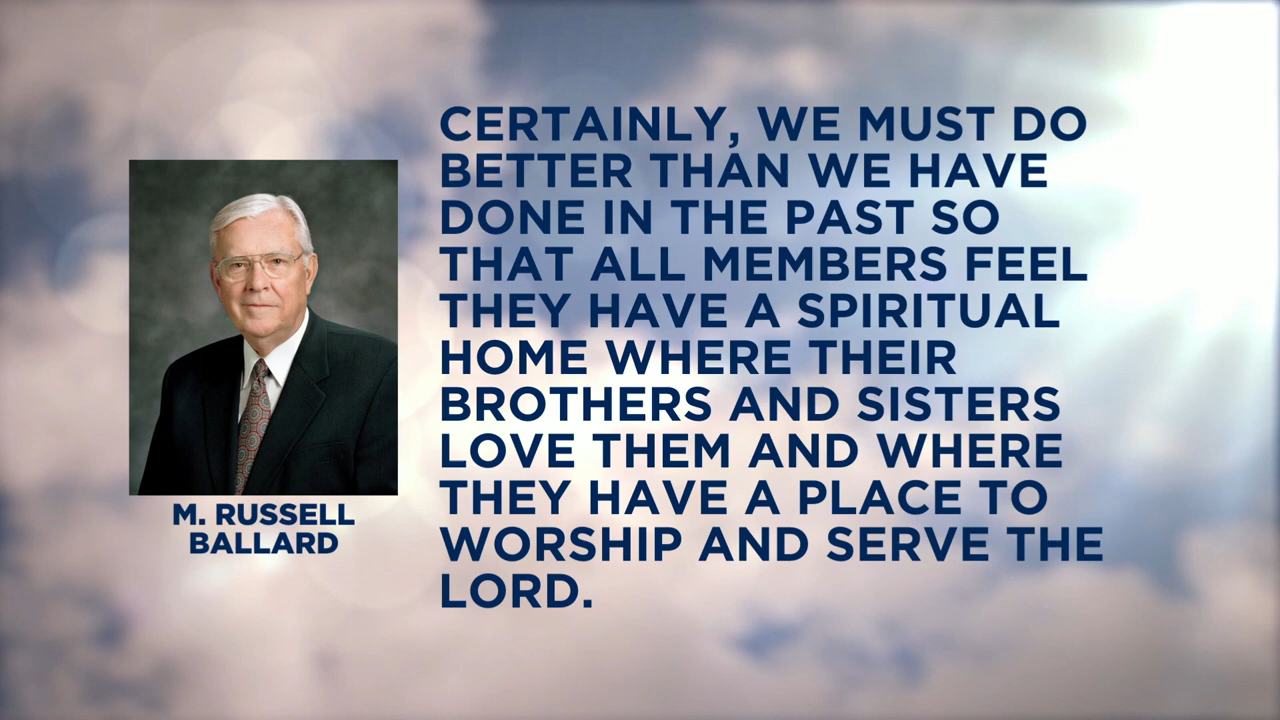 CERTAINLY, WE MUST DO
BETTER THAN WE HAVE
DONE IN THE PAST SO
THAT ALL MEMBERS FEEL
THEY HAVE A SPIRITUAL
HOME WHERE THEIR
BROTHERS AND SISTERS
LOVE THEM AND WHERE
THEY HAVE A PLACE TO
WORSHIP AND SERVE THE
LORD.
M. RUSSELL
BALLARD